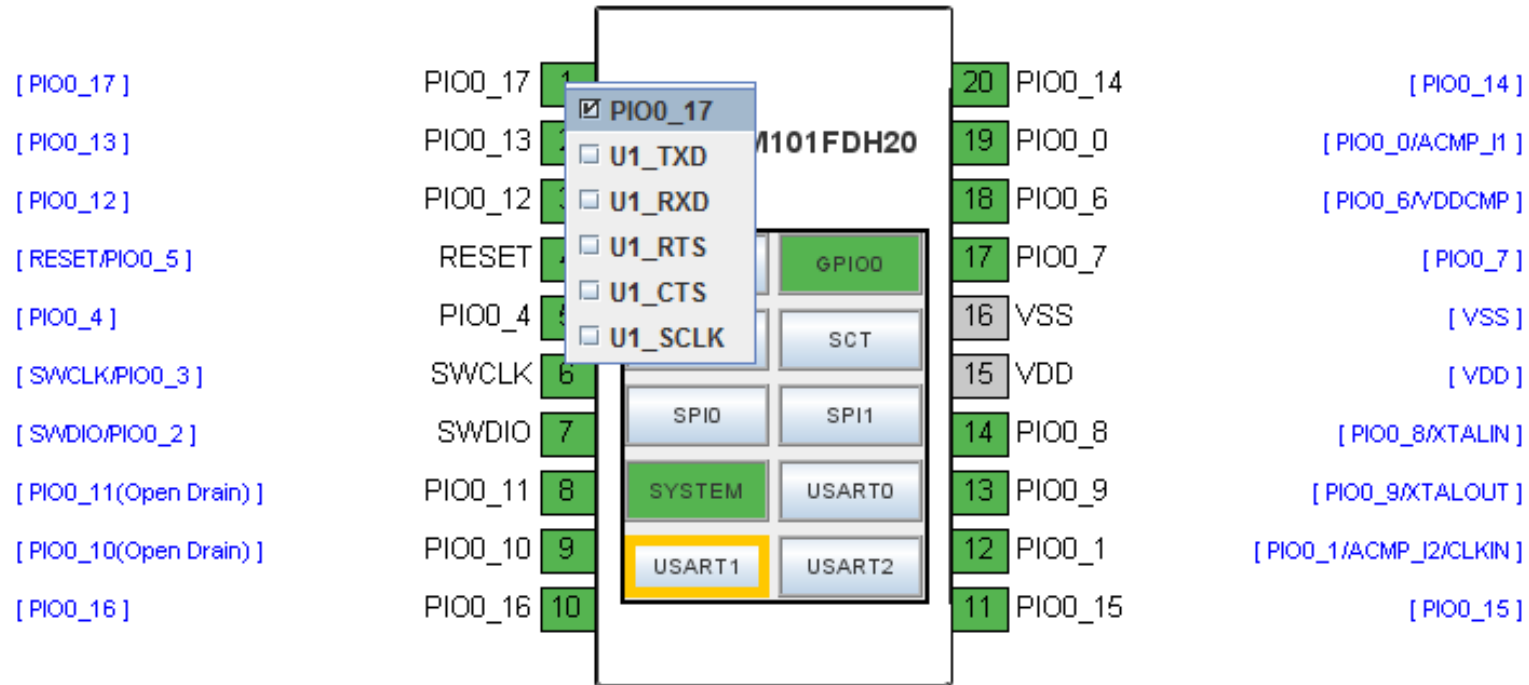 [ PIO0_17 ] PIO0_17 1 20 PIO0_14 [ PIO0_14 ]
PIO0_17
[ PIO0_13 ] PIO0_13 M101FDH20 19 PIO0_0 [ PIO0_0/ACMP_I1 ]
U1_TXD
[ PIO0_12 ] PIO0_12 U1_RXD 18 PIO0_6 [ PIO0_6/VDDCMP ]
[ RESET/PIO0_5 ] RESET U1_RTS GPIO0 17 PIO0_7 [ PIO0_7 ]
U1_CTS
[ PIO0_4 ] PIO0_4 16 VSS [ VSS ]
U1_SCLK SCT
[ SWCLK/PIO0_3 ] SWCLK 6 15 VDD [ VDD ]
SPI0 SPI1
[ SWDIO/PIO0_2 ] SWDIO 7 14 PIO0_8 [ PIO0_8/XTALIN ]
[ PIO0_11(Open Drain) ] PIO0_11 8 SYSTEM USART0 13 PIO0_9 [ PIO0_9/XTALOUT ]
[ PIO0_10(Open Drain) ] PIO0_10 9 12 PIO0_1 [ PIO0_1/ACMP_I2/CLKIN ]
USART1 USART2
[ PIO0_16 ] PIO0_16 10 11 PIO0_15 [ PIO0_15 ]